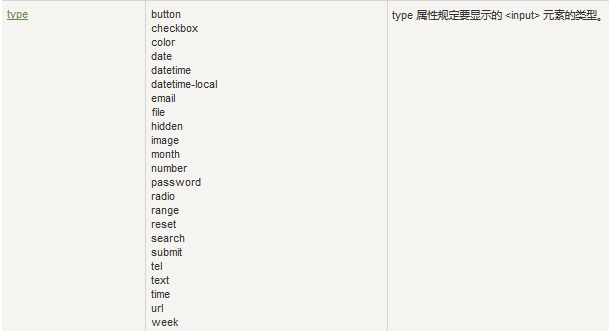 type
button
checkbox
color
date
datetime
datetime-local
email
file
hidden
image
month
number
password
radio
range
reset
search
submit
tel
text
time
url
week
type 属性规定要显示的 <input> 元素的类型。